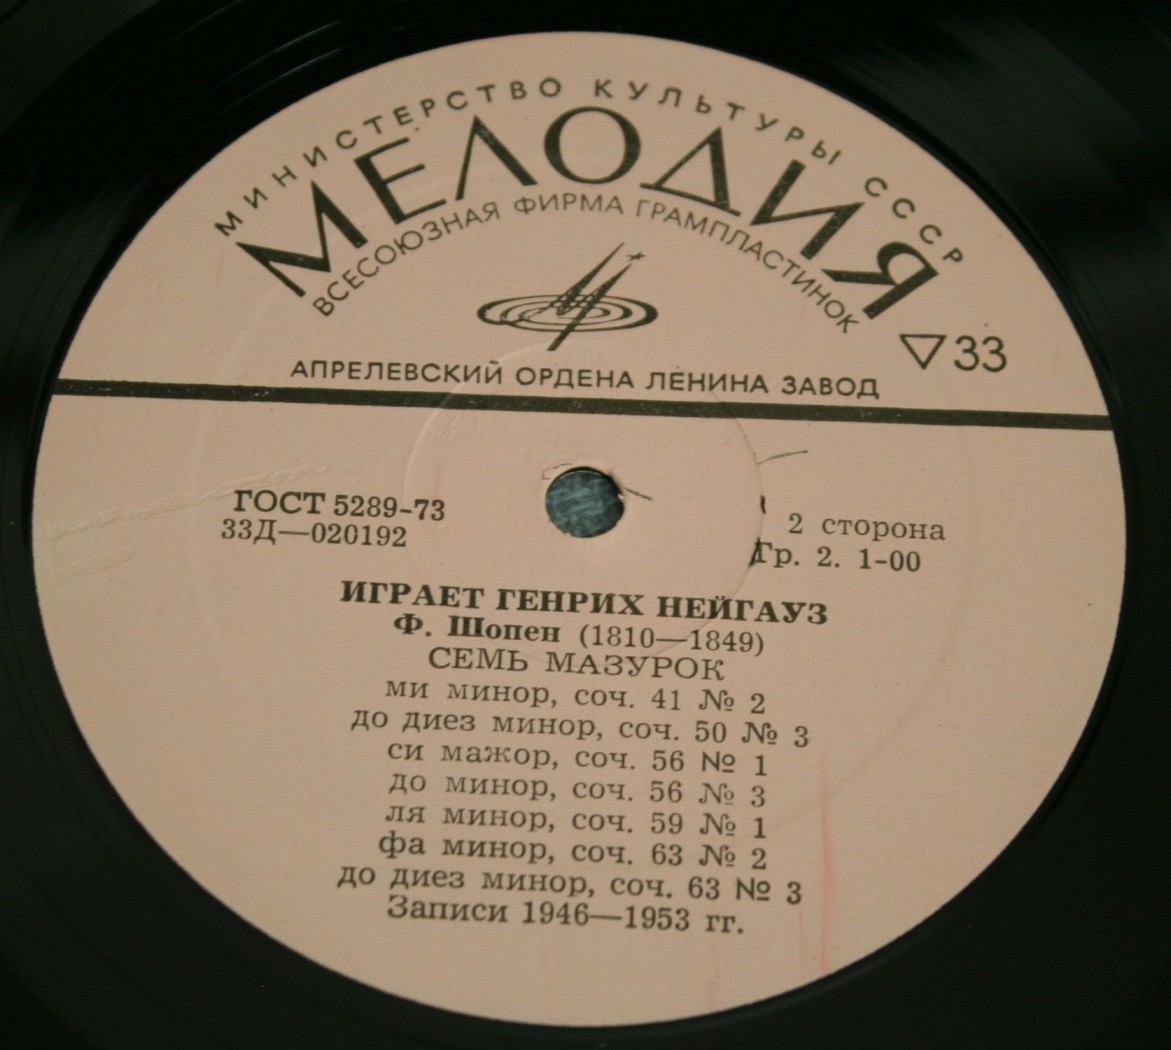 МИНИСТЕРСТВО КУЛЬТУРЫ СССР
МЕЛОДИЯ
ВСЕСОЮЗНАЯ ФИРМА ГРАМПЛАСТИНОК
▽33
АПРЕЛЕВСКИЙ ОРДЕНА ЛЕНИНА ЗАВОД
ГОСТ 5289-73
33Д—020192
2 сторона
Гр. 2. 1-00
ИГРАЕТ ГЕНРИХ НЕЙГАУЗ
Ф. Шопен (1810—1849)
СЕМЬ МАЗУРОК
ми минор, соч. 41 № 2
до диез минор, соч. 50 № 3
си мажор, соч. 56 № 1
до минор, соч. 56 № 3
ля минор, соч. 59 № 1
фа минор, соч. 63 № 2
до диез минор, соч. 63 № 3
Записи 1946—1953 гг.